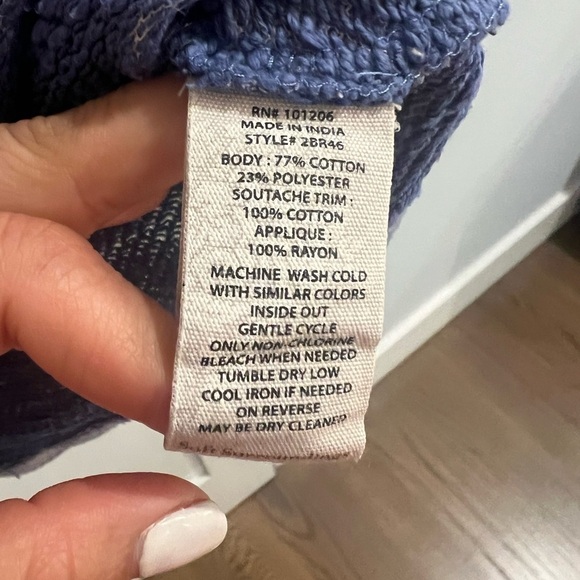 RN# 101206
MADE IN INDIA
STYLE# 2BR46
BODY : 77% COTTON
23% POLYESTER
SOUTACHE TRIM :
100% COTTON
APPLIQUE :
100% RAYON
MACHINE WASH COLD
WITH SIMILAR COLORS
INSIDE OUT
GENTLE CYCLE
ONLY NON-CHLORINE
BLEACH WHEN NEEDED
TUMBLE DRY LOW
COOL IRON IF NEEDED
ON REVERSE
MAY BE DRY CLEANED